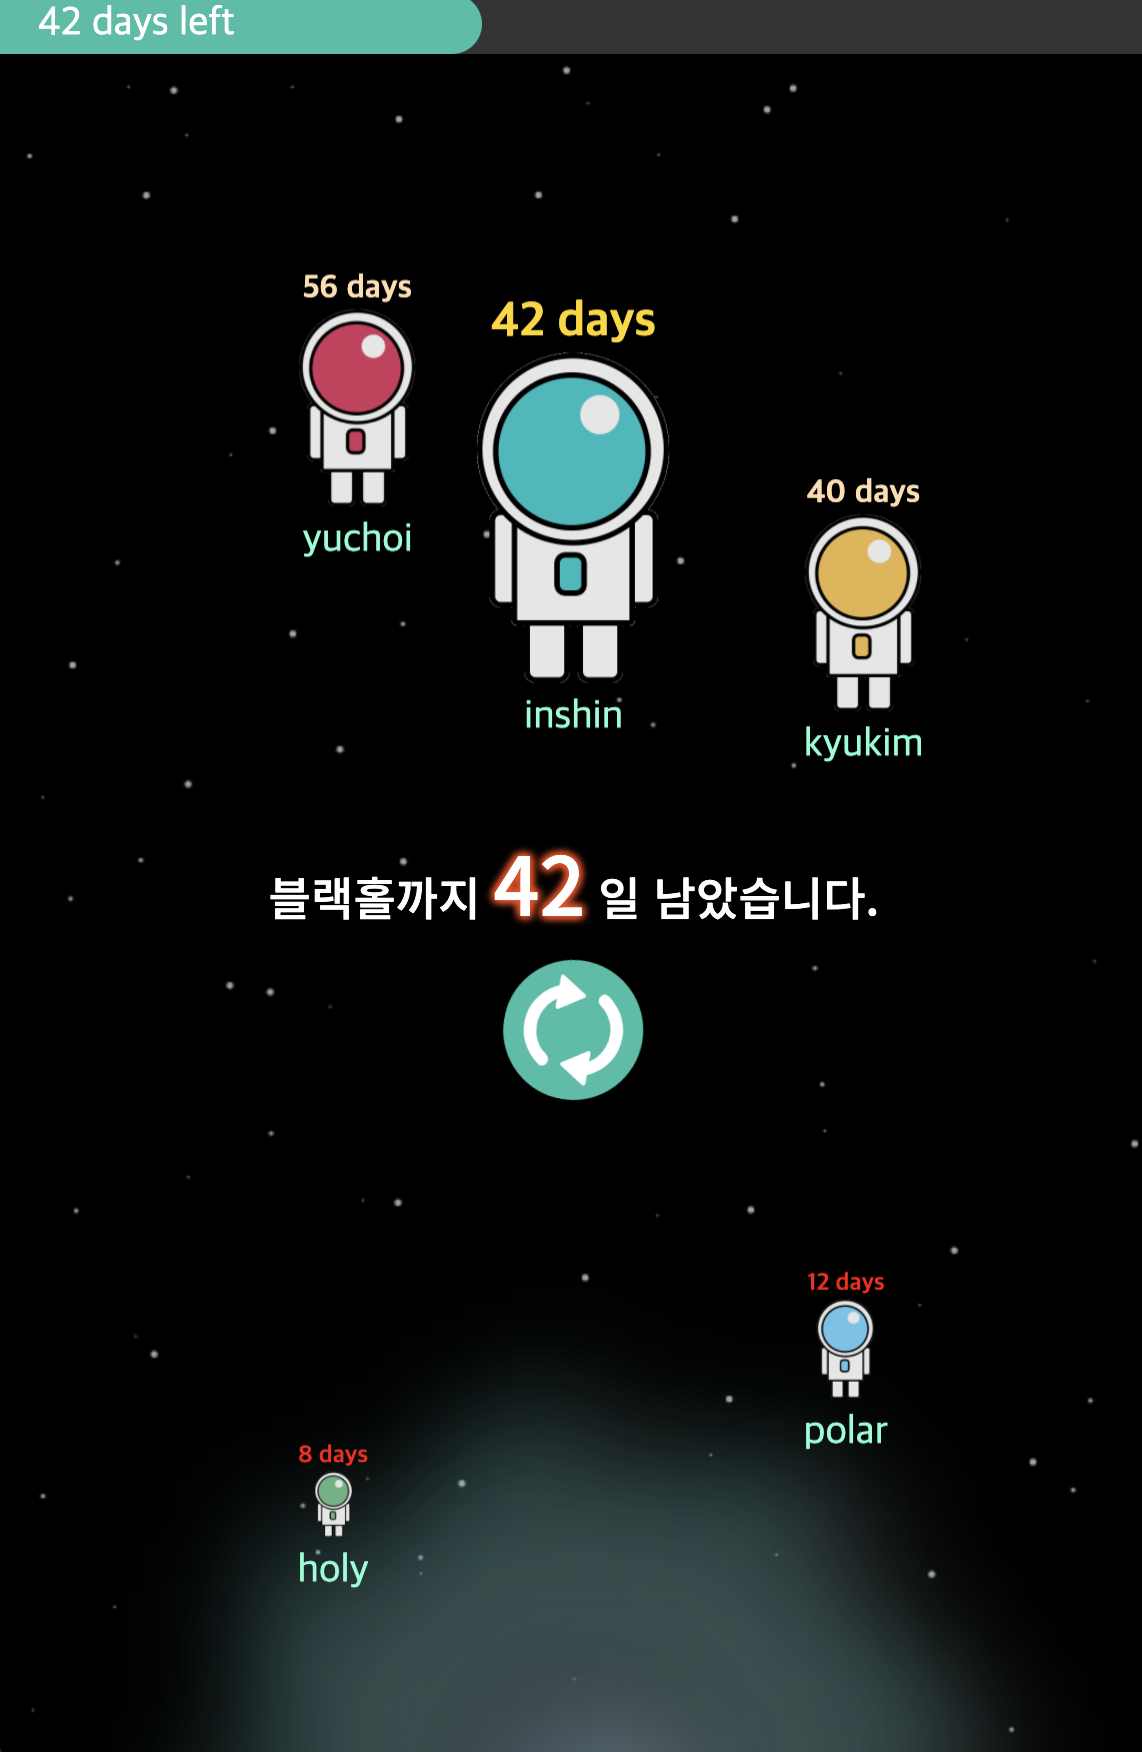 42 days left
56 days
42 days
yuchoi
40 days
inshin
kyukim
블랙홀까지 42 일 남았습니다.
12 days
polar
8 days
holy